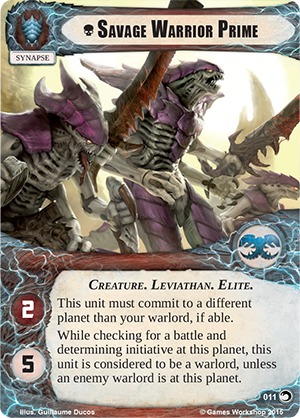 Savage Warrior Prime
SYNAPSE
Creature. Leviathan. Elite.
2
This unit must commit to a different
planet than your warlord, if able.
While checking for a battle and
determining initiative at this planet, this
unit is considered to be a warlord, unless
an enemy warlord is at this planet.
5
011
Illus. Guillaume Ducos
© Games Workshop 2015